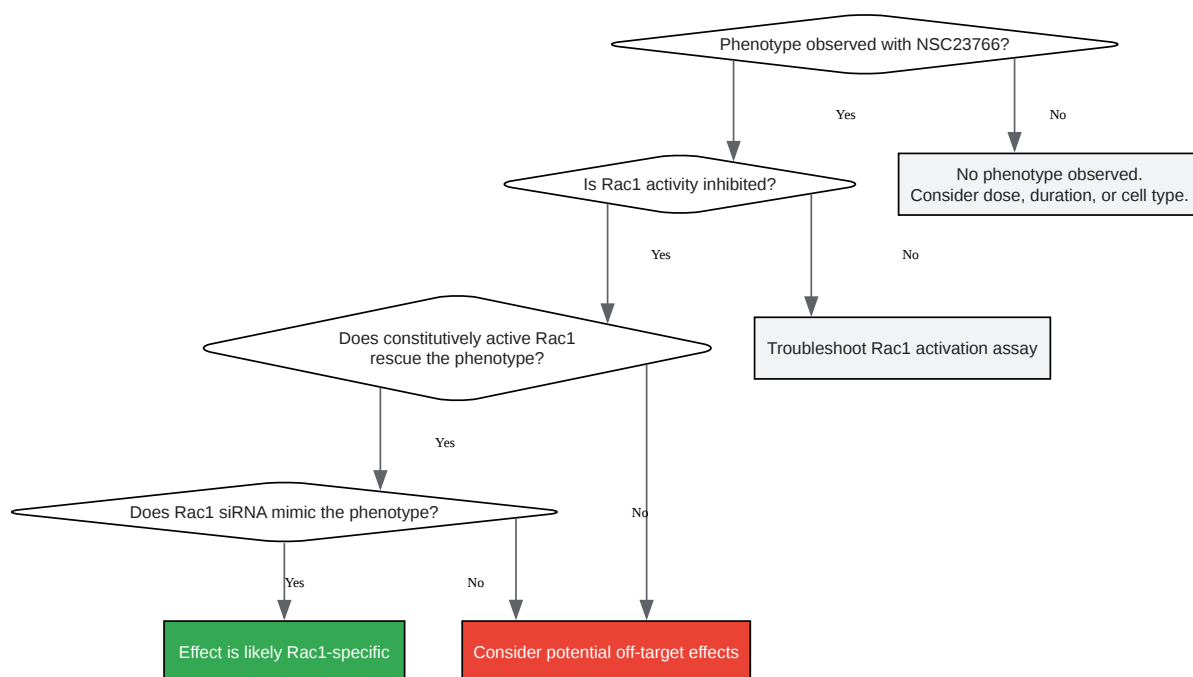 Phenotype observed with NSC23766?
Yes
No
No phenotype observed.
Consider dose, duration, or cell type.
Is Rac1 activity inhibited?
Yes
No
Does constitutively active Rac1
rescue the phenotype?
Troubleshoot Rac1 activation assay
Yes
No
Does Rac1 siRNA mimic the phenotype?
Yes
No
Effect is likely Rac1-specific
Consider potential off-target effects